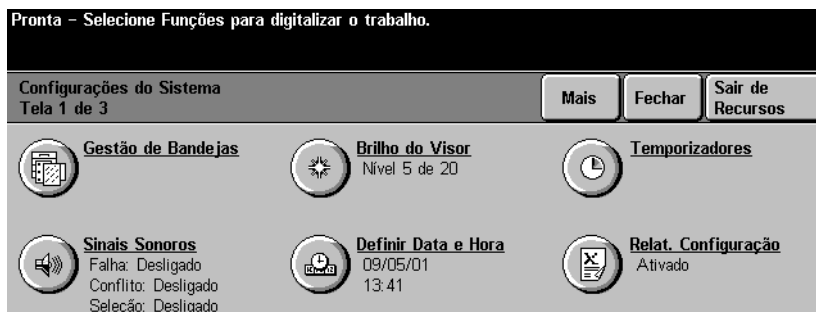 Pronta – Selecione Funções para digitalizar o trabalho.
Configurações do Sistema
Tela 1 de 3
Mais
Fechar
Sair de
Recursos
Gestão de Bandejas
Brilho do Visor
Nível 5 de 20
Temporizadores
Sinais Sonoros
Falha: Desligado
Conflito: Desligado
Seleção: Desligado
Definir Data e Hora
09/05/01
13:41
Relat. Configuração
Ativado